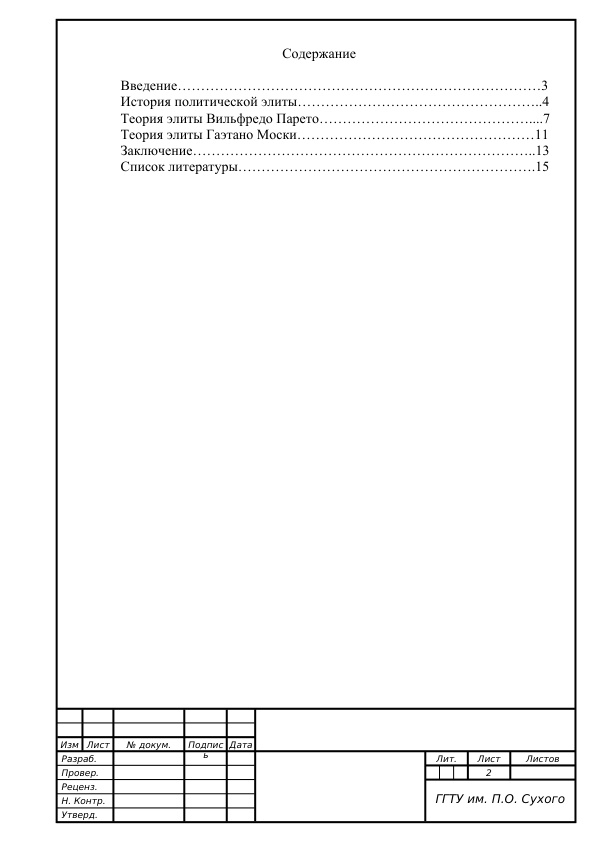 Содержание
Введение……………………………………………………………………….3
История политической элиты……………………………………………..4
Теория элиты Вильфредо Парето………………………………………....7
Теория элиты Гаэтано Моски……………………………………………11
Заключение………………………………………………………………..13
Список литературы……………………………………………………….15
Изм Лист № докум. Подпис
ь Дата
Разраб. Лит. Лист Листов
Провер. 2
Реценз.
ГГТУ им. П.О. Сухого
Н. Контр.
Утверд.